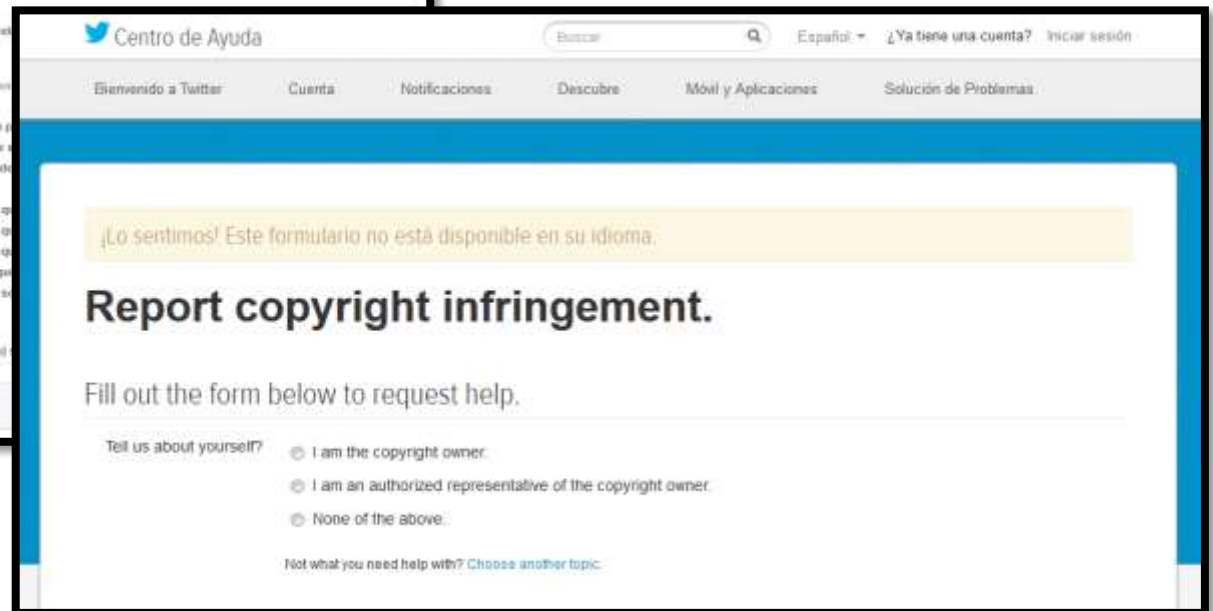 Centro de Ayuda
Buscar
Español
¿Ya tiene una cuenta? Iniciar sesión
Bienvenido a Twitter Cuenta Notificaciones Descubre Móvil y Aplicaciones Solución de Problemas
¡Lo sentimos! Este formulario no está disponible en su idioma.
Report copyright infringement.
Fill out the form below to request help.
Tell us about yourself?
I am the copyright owner.
I am an authorized representative of the copyright owner.
None of the above.
Not what you need help with? Choose another topic.